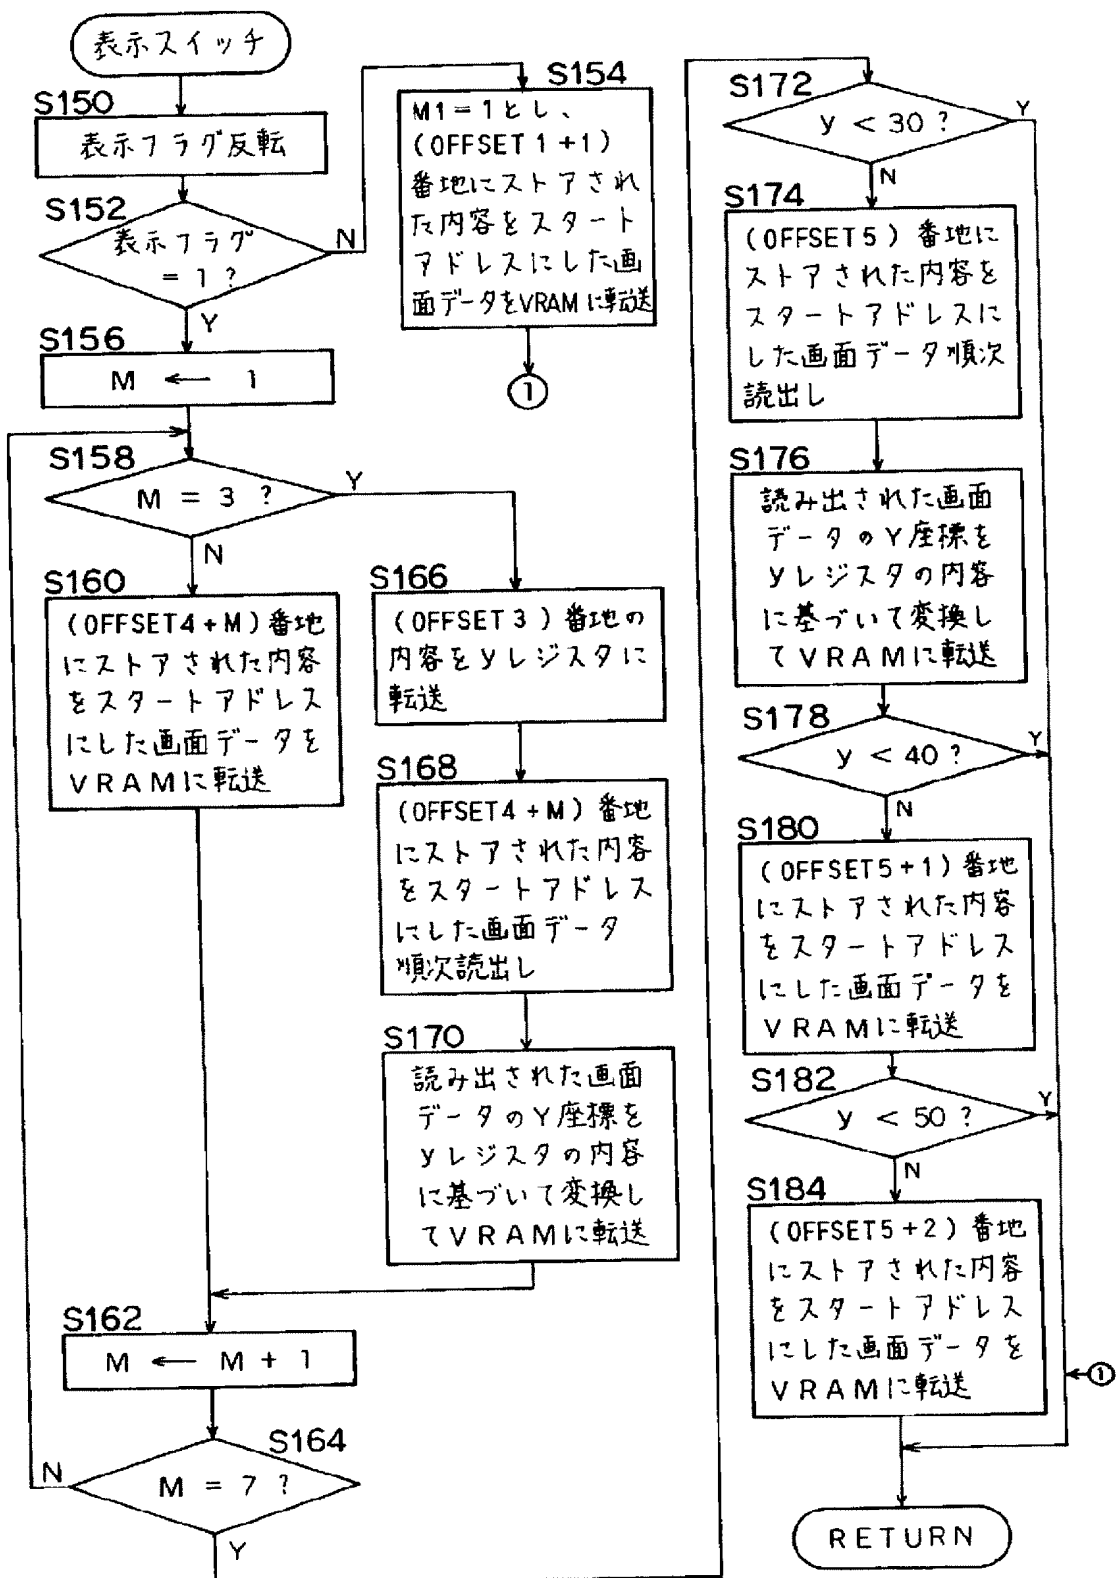 表示スイッチ
S150
表示フラグ反転
S152
表示フラグ
= 1 ?
N
Y
S154
M1 = 1 とし、
(OFFSET 1 + 1)
番地にストアされ
た内容をスタート
アドレスにした画
面データをVRAMに転送
①
S156
M ← 1
S158
M = 3 ?
Y
N
S160
(OFFSET4 + M) 番地
にストアされた内容
をスタートアドレス
にした画面データを
VRAMに転送
S166
(OFFSET 3) 番地の
内容をyレジスタに
転送
S168
(OFFSET4 + M) 番地
にストアされた内容
をスタートアドレス
にした画面データ
順次読出し
S170
読み出された画面
データのY座標を
yレジスタの内容
に基づいて変換し
てVRAMに転送
S162
M ← M + 1
S164
M = 7 ?
N
Y
S172
y < 30 ?
Y
N
S174
(OFFSET5) 番地に
ストアされた内容を
スタートアドレスに
した画面データ順次
読出し
S176
読み出された画面
データのY座標を
yレジスタの内容
に基づいて変換し
てVRAMに転送
S178
y < 40 ?
Y
N
S180
(OFFSET5+1) 番地
にストアされた内容
をスタートアドレス
にした画面データを
VRAMに転送
S182
y < 50 ?
Y
N
S184
(OFFSET5+2) 番地
にストアされた内容
をスタートアドレス
にした画面データを
VRAMに転送
①
RETURN